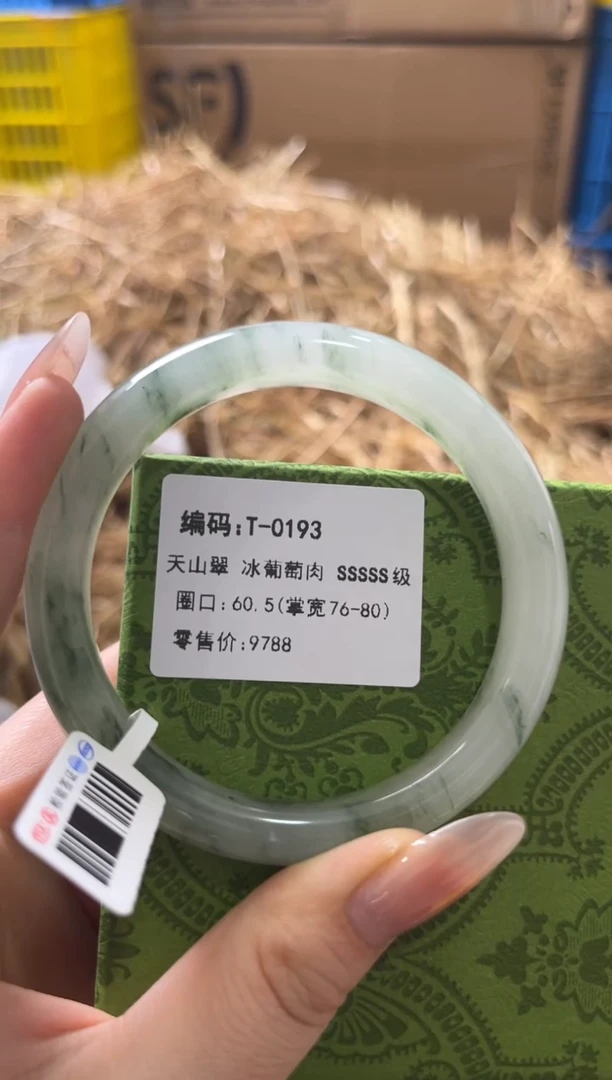 SF
编码:T-0193
天山翠 冰葡萄肉 SSSSS级
圈口:60.5(掌宽76-80)
零售价:9788